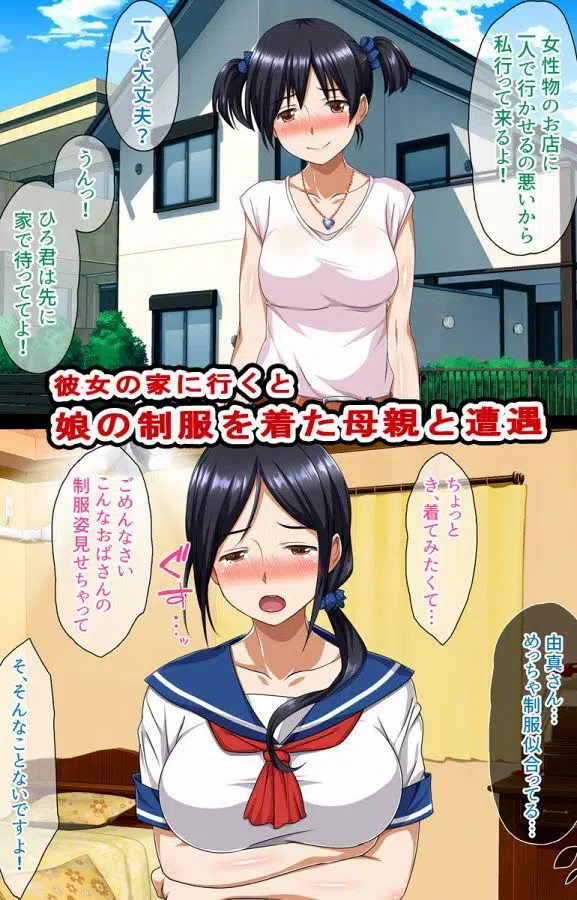 女性物のお店に
一人で行かせるの悪いから
私行って来るよ！
一人で大丈夫？
うんっ！
ひろ君は先に
家で待っててよ！
彼女の家に行くと
娘の制服を着た母親と遭遇
ちょっと
き、着てみたくて…
ごめんなさい
こんなおばさんの
制服姿見せちゃって
ぐすっ…ッ
由真さん…
めっちゃ制服似合ってる…
そ、そんなことないですよ！